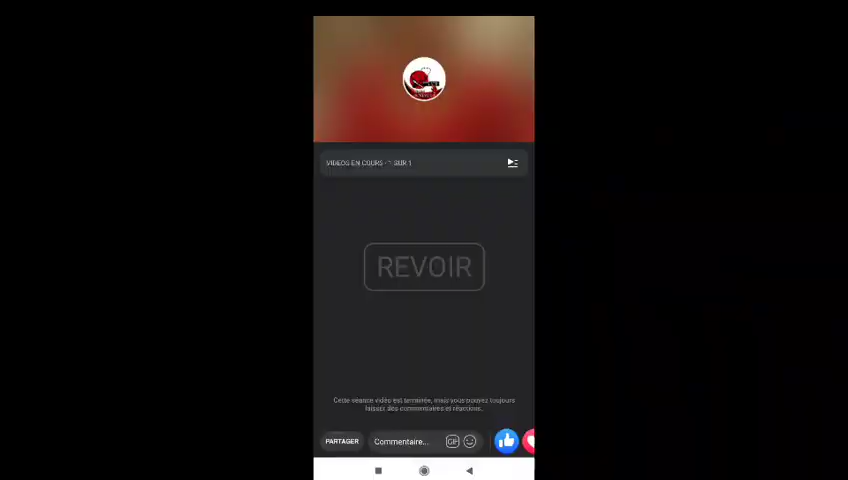 VIDÉOS EN COURS · 1 SUR 1
REVOIR
Cette séance vidéo est terminée, mais vous pouvez toujours
laisser des commentaires et réactions.
PARTAGER
Commentaire...
GIF